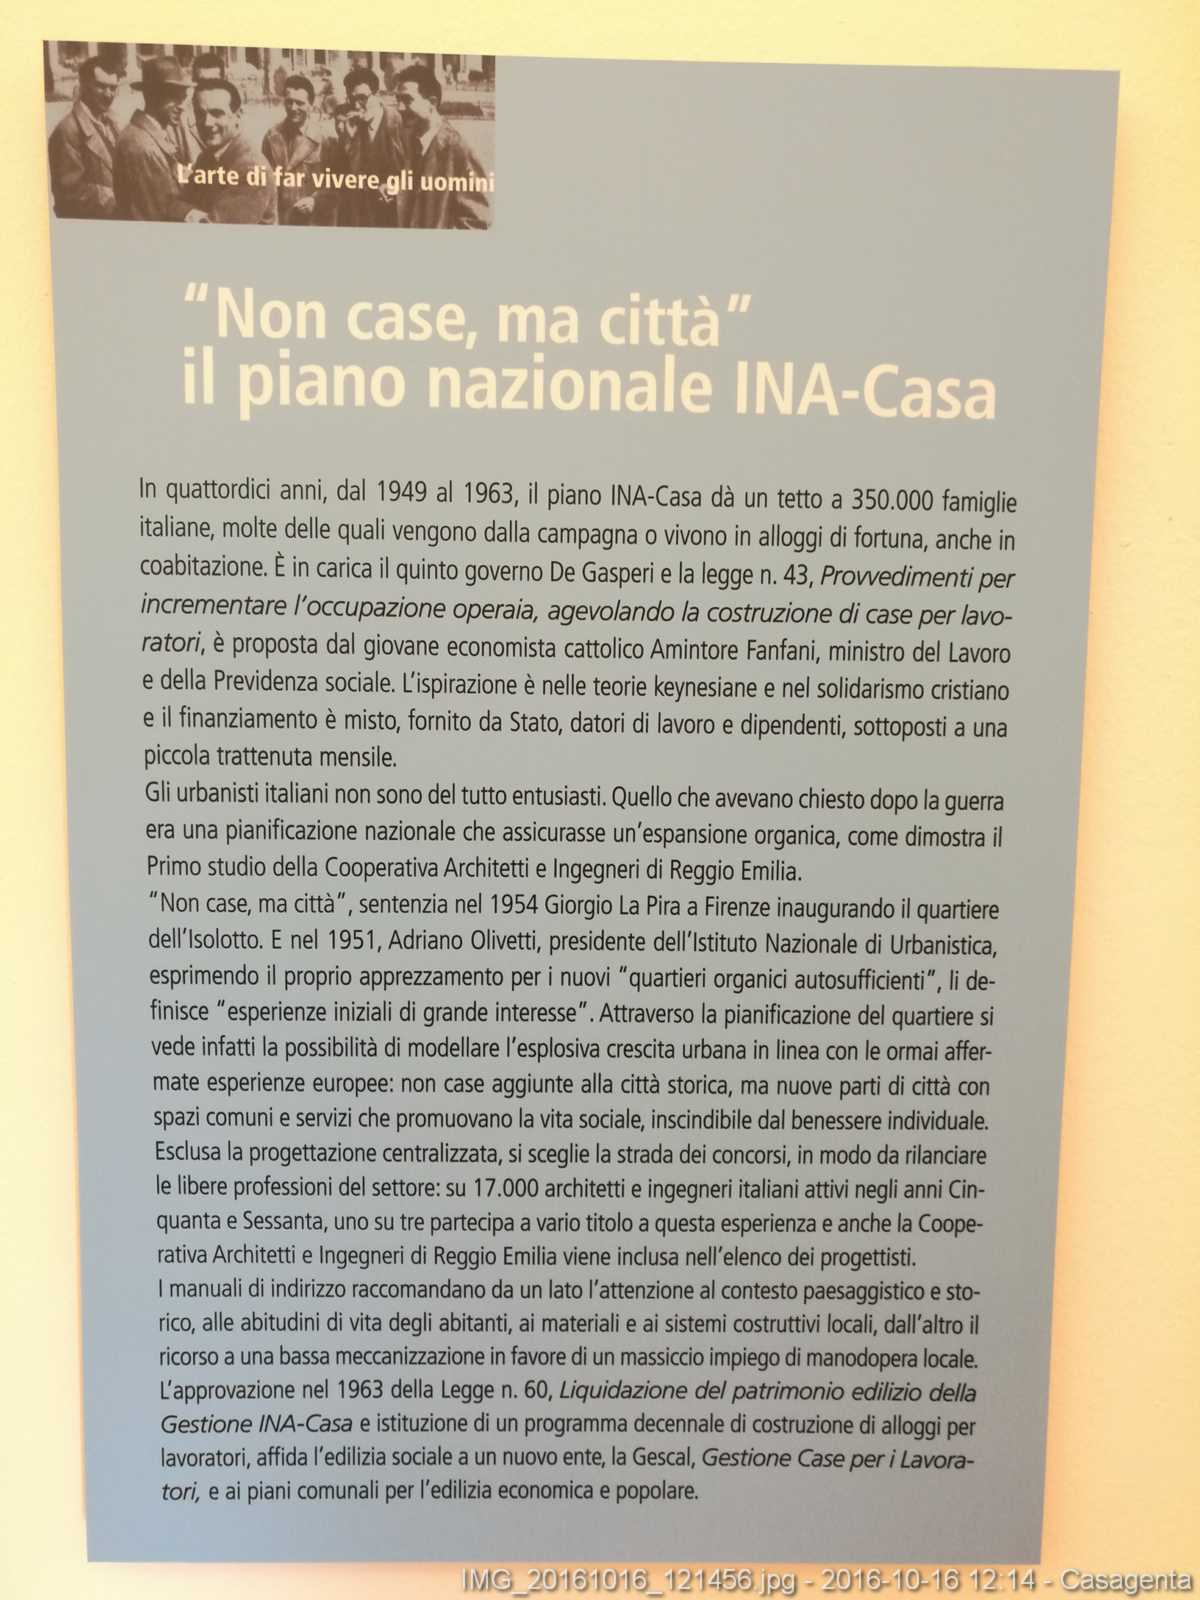 L'arte di far vivere gli uomini
“Non case, ma città”
il piano nazionale INA-Casa
In quattordici anni, dal 1949 al 1963, il piano INA-Casa dà un tetto a 350.000 famiglie
italiane, molte delle quali vengono dalla campagna o vivono in alloggi di fortuna, anche in
coabitazione. È in carica il quinto governo De Gasperi e la legge n. 43, Provvedimenti per
incrementare l'occupazione operaia, agevolando la costruzione di case per lavo-
ratori, è proposta dal giovane economista cattolico Amintore Fanfani, ministro del Lavoro
e della Previdenza sociale. L'ispirazione è nelle teorie keynesiane e nel solidarismo cristiano
e il finanziamento è misto, fornito da Stato, datori di lavoro e dipendenti, sottoposti a una
piccola trattenuta mensile.
Gli urbanisti italiani non sono del tutto entusiasti. Quello che avevano chiesto dopo la guerra
era una pianificazione nazionale che assicurasse un'espansione organica, come dimostra il
Primo studio della Cooperativa Architetti e Ingegneri di Reggio Emilia.
“Non case, ma città”, sentenzia nel 1954 Giorgio La Pira a Firenze inaugurando il quartiere
dell'Isolotto. E nel 1951, Adriano Olivetti, presidente dell'Istituto Nazionale di Urbanistica,
esprimendo il proprio apprezzamento per i nuovi “quartieri organici autosufficienti”, li de-
finisce “esperienze iniziali di grande interesse”. Attraverso la pianificazione del quartiere si
vede infatti la possibilità di modellare l'esplosiva crescita urbana in linea con le ormai affer-
mate esperienze europee: non case aggiunte alla città storica, ma nuove parti di città con
spazi comuni e servizi che promuovano la vita sociale, inscindibile dal benessere individuale.
Esclusa la progettazione centralizzata, si sceglie la strada dei concorsi, in modo da rilanciare
le libere professioni del settore: su 17.000 architetti e ingegneri italiani attivi negli anni Cin-
quanta e Sessanta, uno su tre partecipa a vario titolo a questa esperienza e anche la Coope-
rativa Architetti e Ingegneri di Reggio Emilia viene inclusa nell'elenco dei progettisti.
I manuali di indirizzo raccomandano da un lato l'attenzione al contesto paesaggistico e sto-
rico, alle abitudini di vita degli abitanti, ai materiali e ai sistemi costruttivi locali, dall'altro il
ricorso a una bassa meccanizzazione in favore di un massiccio impiego di manodopera locale.
L'approvazione nel 1963 della Legge n. 60, Liquidazione del patrimonio edilizio della
Gestione INA-Casa e istituzione di un programma decennale di costruzione di alloggi per
lavoratori, affida l'edilizia sociale a un nuovo ente, la Gescal, Gestione Case per i Lavora-
tori, e ai piani comunali per l'edilizia economica e popolare.
IMG_20161016_121456.jpg - 2016-10-16 12:14 - Casagenta